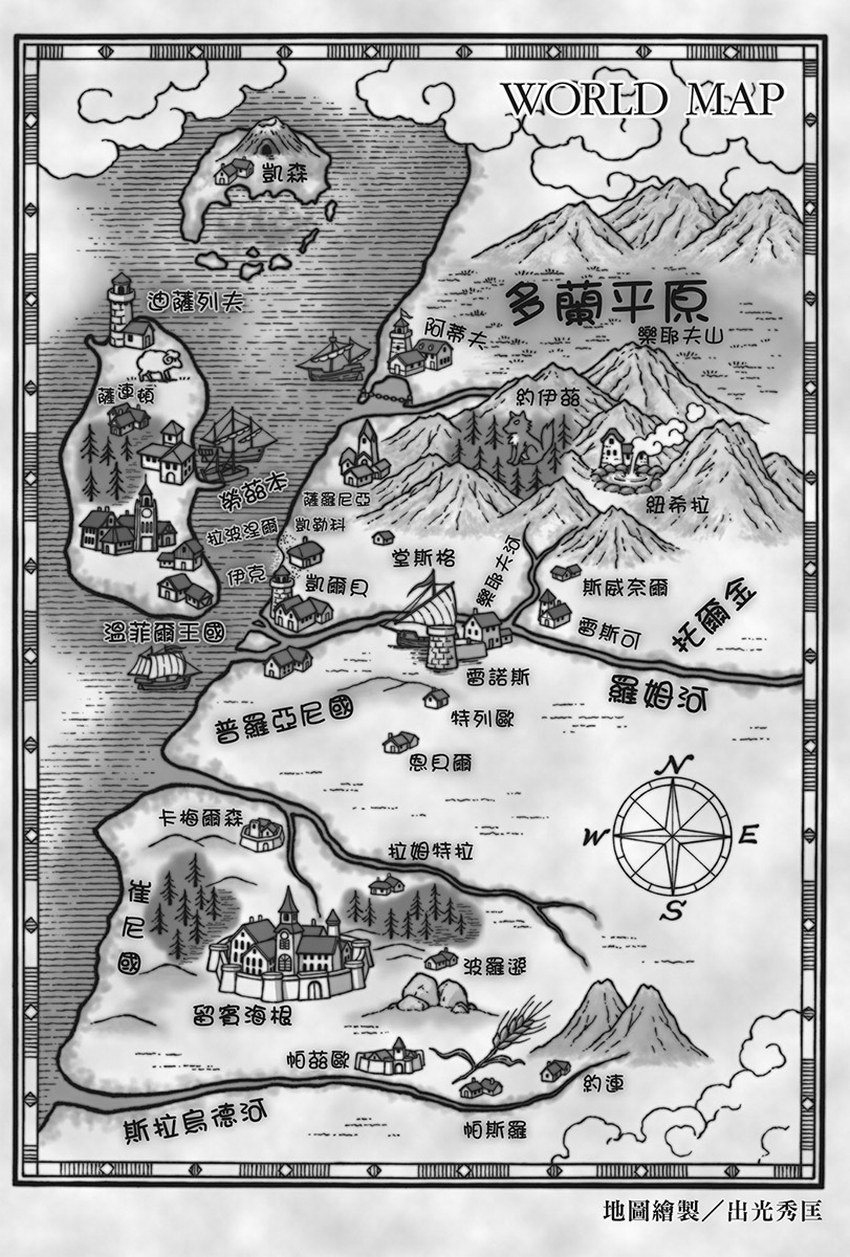 WORLD MAP
凱森
迪薩列夫
多蘭平原
樂耶夫山
阿蒂夫
薩連頓
約伊茲
勞茲本
薩羅尼亞
紐希拉
拉波涅爾
凱勒科
堂斯格
樂耶夫河
伊克
凱爾貝
斯威奈爾
托爾金
雷斯可
溫菲爾王國
雷諾斯
羅姆河
普羅亞尼國
特列歐
恩貝爾
N
W
E
S
卡梅爾森
拉姆特拉
崔尼國
波羅遜
留賓海根
帕茲歐
約連
斯拉烏德河
帕斯羅
地圖繪製／出光秀匡